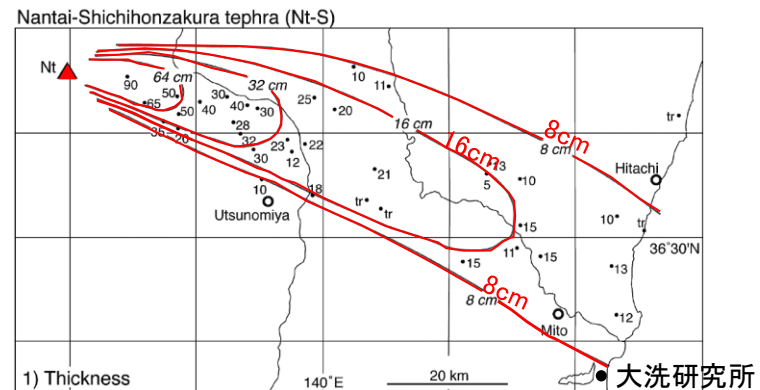 Nantai-Shichihonzakura tephra (Nt-S)
Nt
10
11
90
64 cm
32 cm
50
65
50
40
30
40
30
25
20
tr
16 cm
8cm
8 cm
28
35
20
32
30
23
12
22
16cm
13
5
10
Hitachi
21
10
18
Utsunomiya
tr
tr
15
10
tr
36°30'N
11
15
15
13
8cm
8 cm
12
Mito
1) Thickness
140°E
20 km
大洗研究所